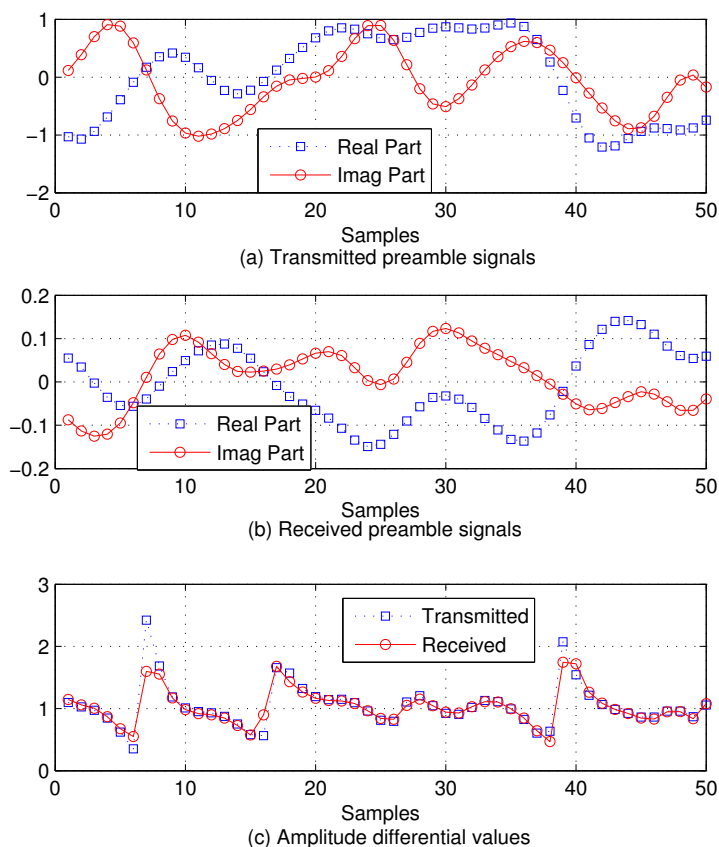 1
0
−1
−2
0
10
20
30
40
50
Real Part
Imag Part
Samples
(a) Transmitted preamble signals
0.2
0.1
0
−0.1
−0.2
0
10
20
30
40
50
Real Part
Imag Part
Samples
(b) Received preamble signals
3
2
1
0
0
10
20
30
40
50
Transmitted
Received
Samples
(c) Amplitude differential values